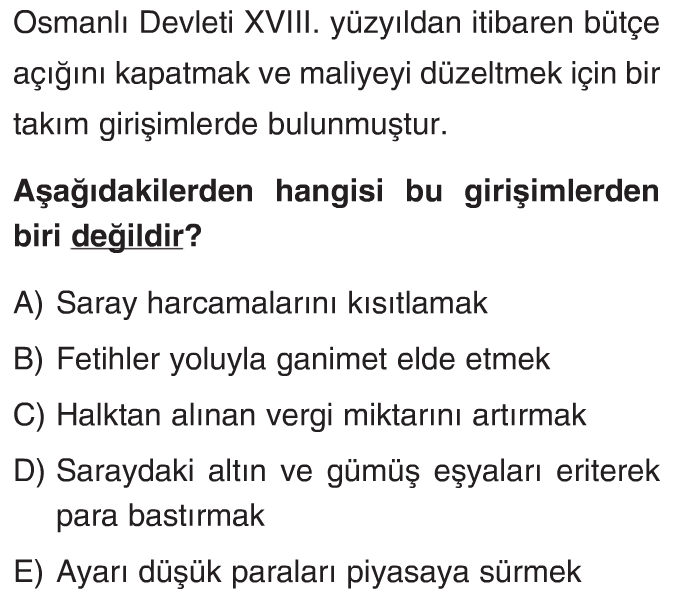 Osmanlı Devleti XVIII. yüzyıldan itibaren bütçe
açığını kapatmak ve maliyeyi düzeltmek için bir
takım girişimlerde bulunmuştur.
Aşağıdakilerden hangisi bu girişimlerden
biri değildir?
A) Saray harcamalarını kısıtlamak
B) Fetihler yoluyla ganimet elde etmek
C) Halktan alınan vergi miktarını artırmak
D) Saraydaki altın ve gümüş eşyaları eriterek
para bastırmak
E) Ayarı düşük paraları piyasaya sürmek